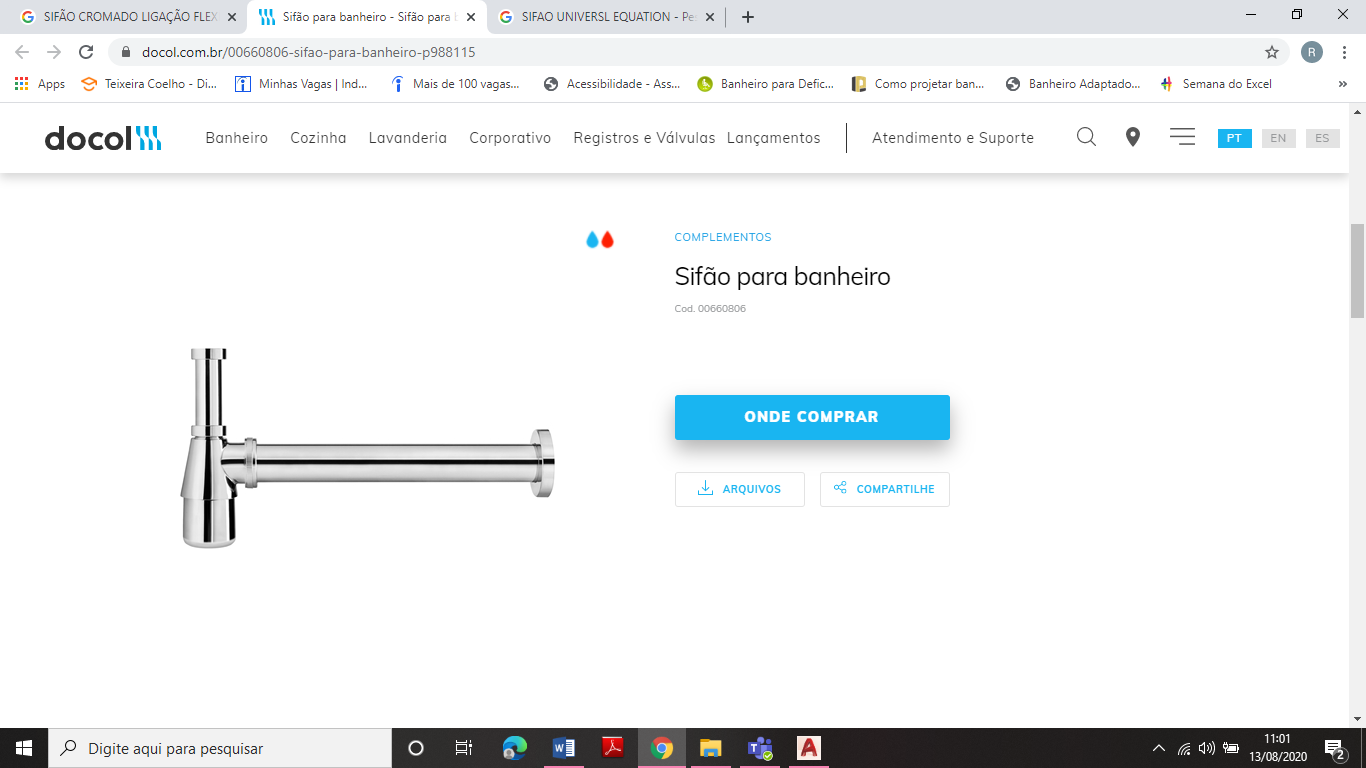 SIFÃO CROMADO LIGAÇÃO FLEX
Sifão para banheiro - Sifão para b
SIFAO UNIVERSL EQUATION - Pe
docol.com.br/00660806-sifao-para-banheiro-p988115
R
Apps
Teixeira Coelho - Di...
Minhas Vagas | Ind...
Mais de 100 vagas...
Acessibilidade - Ass...
Banheiro para Defic...
Como projetar ban...
Banheiro Adaptado...
Semana do Excel
»
docol
Banheiro
Cozinha
Lavanderia
Corporativo
Registros e Válvulas
Lançamentos
Atendimento e Suporte
PT
EN
ES
COMPLEMENTOS
Sifão para banheiro
Cod. 00660806
ONDE COMPRAR
ARQUIVOS
COMPARTILHE
Digite aqui para pesquisar
11:01
13/08/2020
2